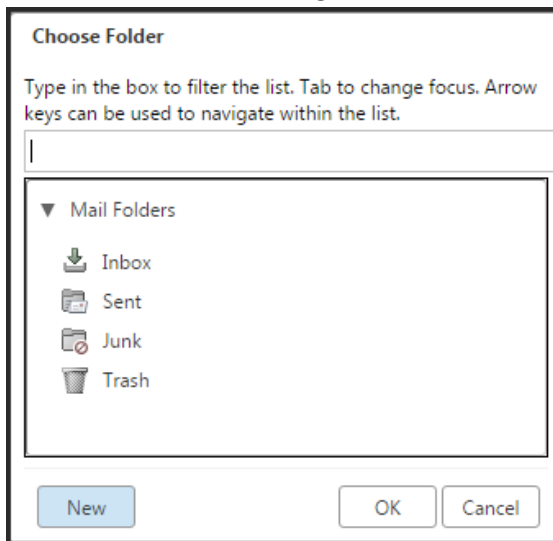 Choose Folder
Type in the box to filter the list. Tab to change focus. Arrow
keys can be used to navigate within the list.
Mail Folders
Inbox
Sent
Junk
Trash
New OK Cancel